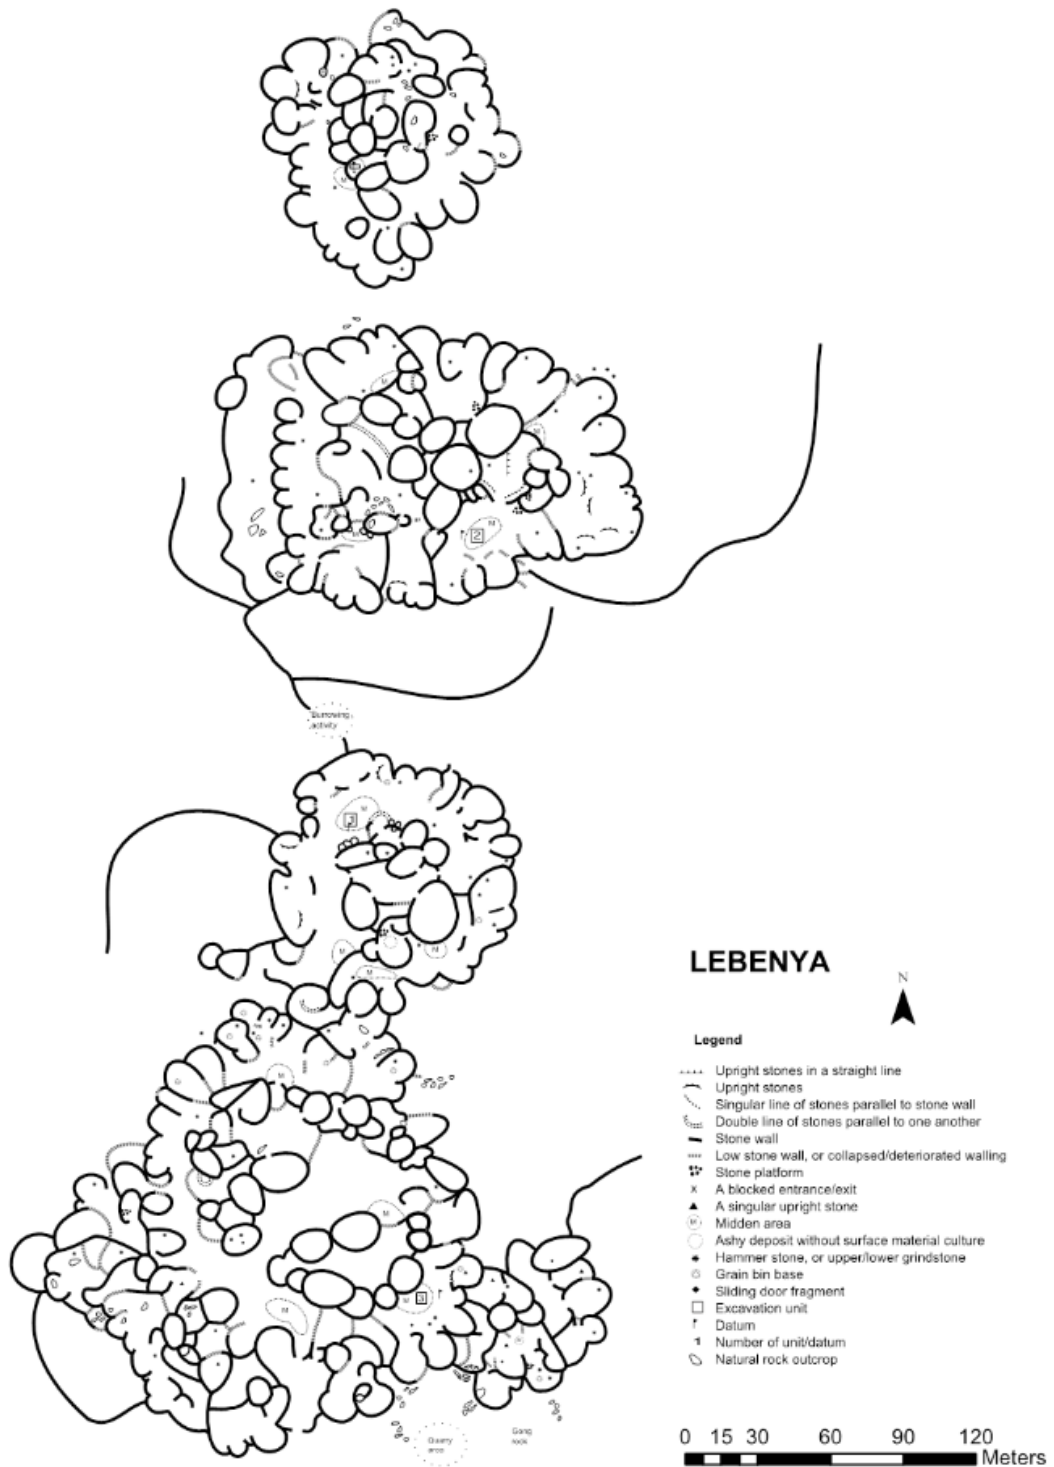 M
M
M
2
M
M
Burrowing
activity
M
3
M
M
M
M
M
M
M
3
Quarry
area
Gong
rock
LEBENYA
N
Legend
Upright stones in a straight line
Upright stones
Singular line of stones parallel to stone wall
Double line of stones parallel to one another
Stone wall
Low stone wall, or collapsed/deteriorated walling
Stone platform
x A blocked entrance/exit
A singular upright stone
M Midden area
Ashy deposit without surface material culture
Hammer stone, or upper/lower grindstone
Grain bin base
Sliding door fragment
Excavation unit
Datum
Number of unit/datum
Natural rock outcrop
0 15 30 60 90 120
Meters